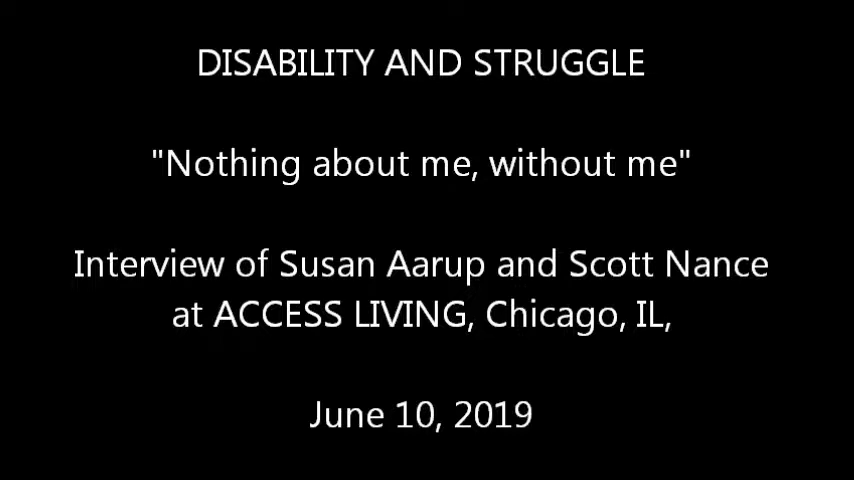 DISABILITY AND STRUGGLE
"Nothing about me, without me"
Interview of Susan Aarup and Scott Nance
at ACCESS LIVING, Chicago, IL,
June 10, 2019